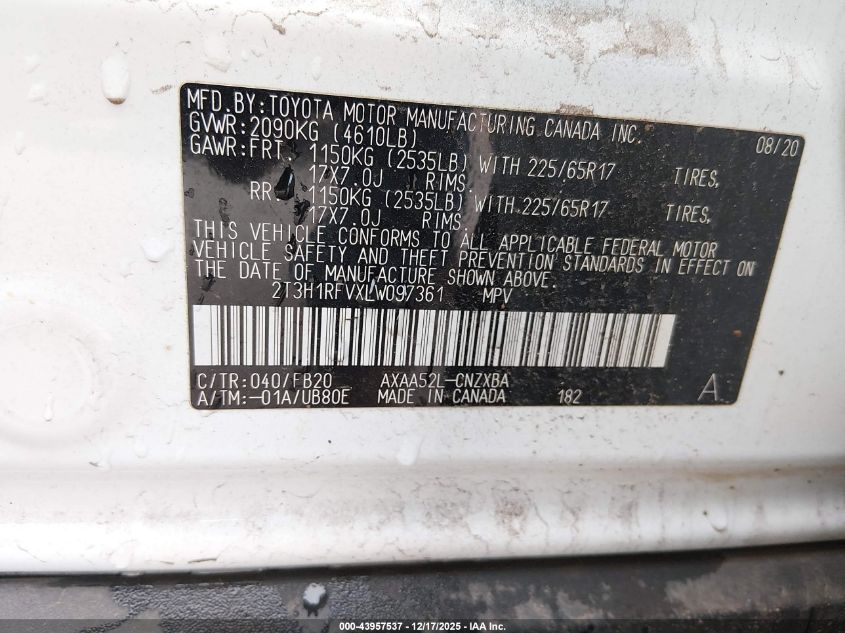 MFD.BY:TOYOTA MOTOR MANUFACTURING CANADA INC. 08/20
GVWR:2090KG (4610LB)
GAWR:FRT. 1150KG (2535LB) WITH 225/65R17 TIRES,
17X7.0J RIMS.
RR. 1150KG (2535LB) WITH 225/65R17 TIRES,
17X7.0J RIMS.
THIS VEHICLE CONFORMS TO ALL APPLICABLE FEDERAL MOTOR
VEHICLE SAFETY AND THEFT PREVENTION STANDARDS IN EFFECT ON
THE DATE OF MANUFACTURE SHOWN ABOVE.
2T3H1RFVXLW097361 MPV
C/TR:040/FB20 AXAA52L-CNZXBA A
A/TM:-01A/UB80E MADE IN CANADA 182
000-43957537 - 12/17/2025 - IAA Inc.